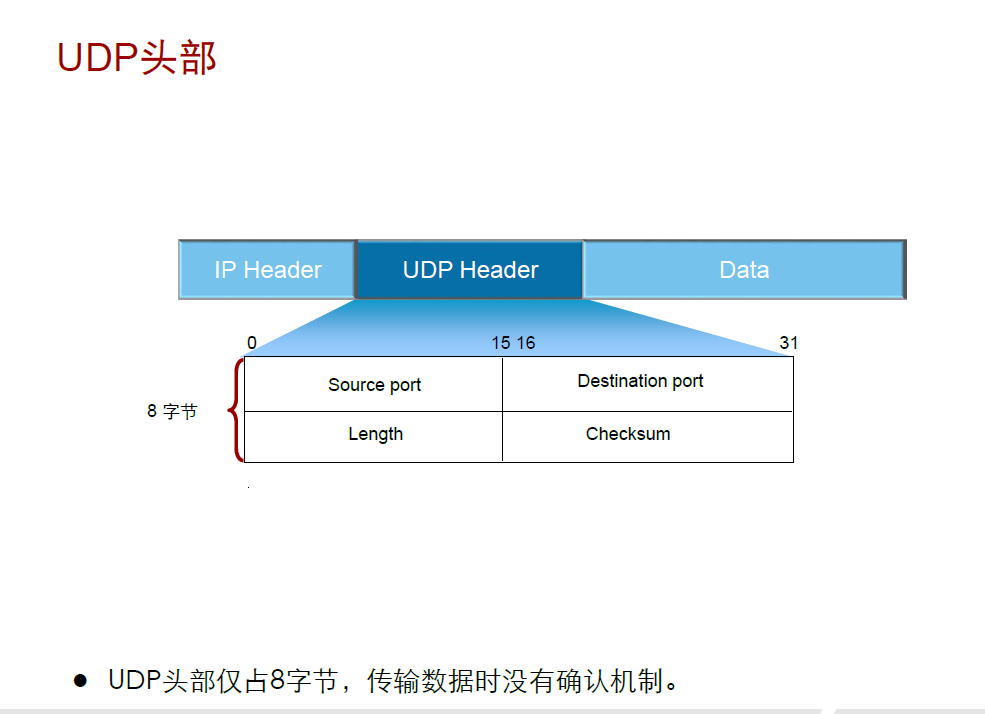 UDP头部
IP Header UDP Header Data
0 15 16 31
Source port Destination port
8 字节
Length Checksum
● UDP头部仅占8字节，传输数据时没有确认机制。